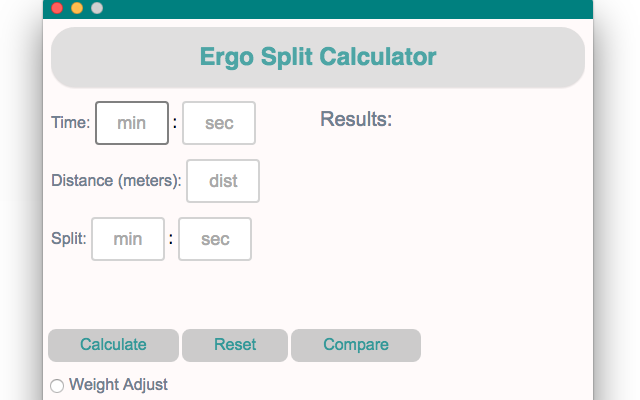 Ergo Split Calculator
Time: min : sec
Results:
Distance (meters): dist
Split: min : sec
Calculate Reset Compare
Weight Adjust